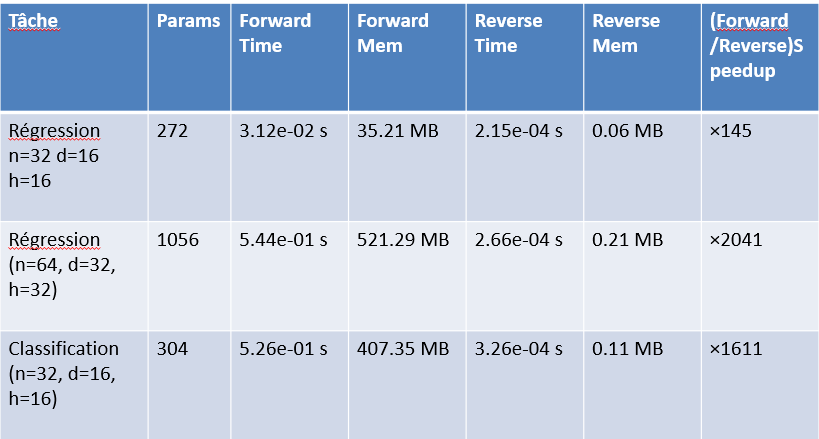 Tâche
Params
Forward
Time
Forward
Mem
Reverse
Time
Reverse
Mem
(Forward
/Reverse)S
peedup
Régression
n=32 d=16
h=16
272
3.12e-02 s
35.21 MB
2.15e-04 s
0.06 MB
×145
Régression
(n=64, d=32,
h=32)
1056
5.44e-01 s
521.29 MB
2.66e-04 s
0.21 MB
×2041
Classification
(n=32, d=16,
h=16)
304
5.26e-01 s
407.35 MB
3.26e-04 s
0.11 MB
×1611